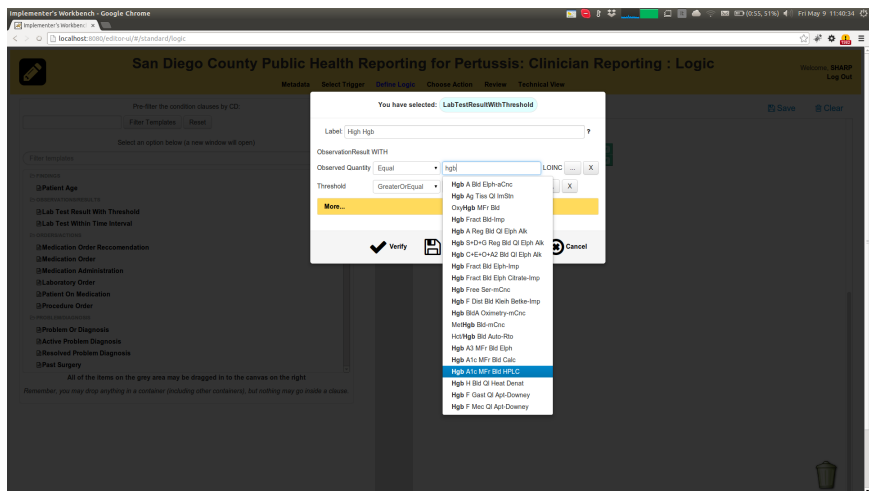 Implementer's Workbench - Google Chrome
(0:55, 51%) Fri May 9 11:40:34
Implementer's Workbenc
localhost:8080/editor-ui/#/standard/logic
San Diego County Public Health Reporting for Pertussis: Clinician Reporting : Logic
Welcome, SHARP
Log Out
Metadata Select Trigger Define Logic Choose Action Review Technical View
Pre-filter the condition clauses by CD:
Filter Templates Reset
Select an option below (a new window will open)
Filter templates
Patient Age
Lab Test Result With Threshold
Lab Test Within Time Interval
Medication Order Reccomendation
Medication Order
Medication Administration
Laboratory Order
Patient On Medication
Procedure Order
Problem Or Diagnosis
Active Problem Diagnosis
Resolved Problem Diagnosis
Past Surgery
All of the items on the grey area may be dragged in to the canvas on the right
Remember, you may drop anything in a container (including other containers), but nothing may go inside a clause.
Save Clear
You have selected: LabTestResultWithThreshold
Label: High Hgb ?
ObservationResult WITH
Observed Quantity Equal hgb LOINC ... X
Threshold GreaterOrEqual X
More...
Verify Cancel
Hgb A Bld Elph-aCnc
Hgb Ag Tiss Ql ImStn
OxyHgb MFr Bld
Hgb Fract Bld-Imp
Hgb A Reg Bld Ql Elph Alk
Hgb S+D+G Reg Bld Ql Elph Alk
Hgb C+E+O+A2 Bld Ql Elph Alk
Hgb Fract Bld Elph-Imp
Hgb Fract Bld Elph Citrate-Imp
Hgb Free Ser-mCnc
Hgb F Dist Bld Kleih Betke-Imp
Hgb BldA Oximetry-mCnc
MetHgb Bld-mCnc
Hct/Hgb Bld Auto-Rto
Hgb A3 MFr Bld Elph
Hgb A1c MFr Bld Calc
Hgb A1c MFr Bld HPLC
Hgb H Bld Ql Heat Denat
Hgb F Gast Ql Apt-Downey
Hgb F Mec Ql Apt-Downey